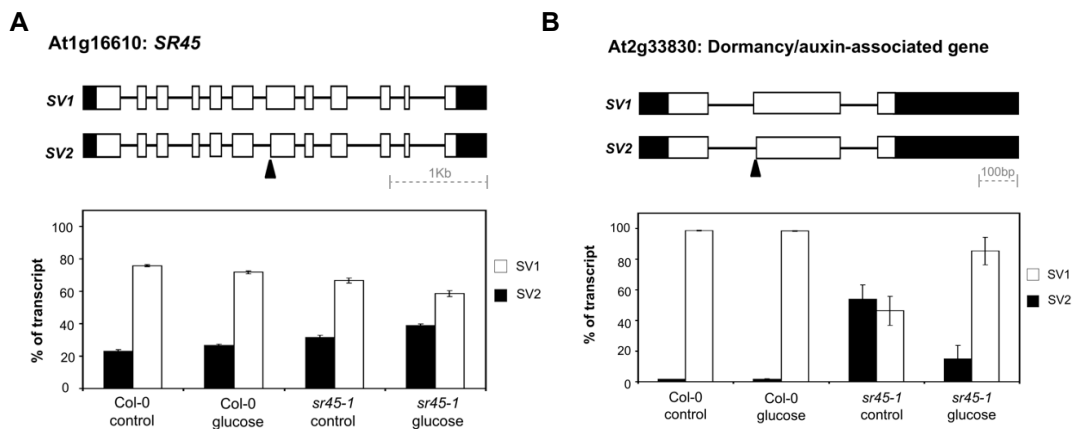 A
At1g16610: SR45
SV1
SV2
1Kb
% of transcript
100
80
60
40
20
0
SV1
SV2
Col-0
control
Col-0
glucose
sr45-1
control
sr45-1
glucose
B
At2g33830: Dormancy/auxin-associated gene
SV1
SV2
100bp
% of transcript
100
80
60
40
20
0
SV1
SV2
Col-0
control
Col-0
glucose
sr45-1
control
sr45-1
glucose